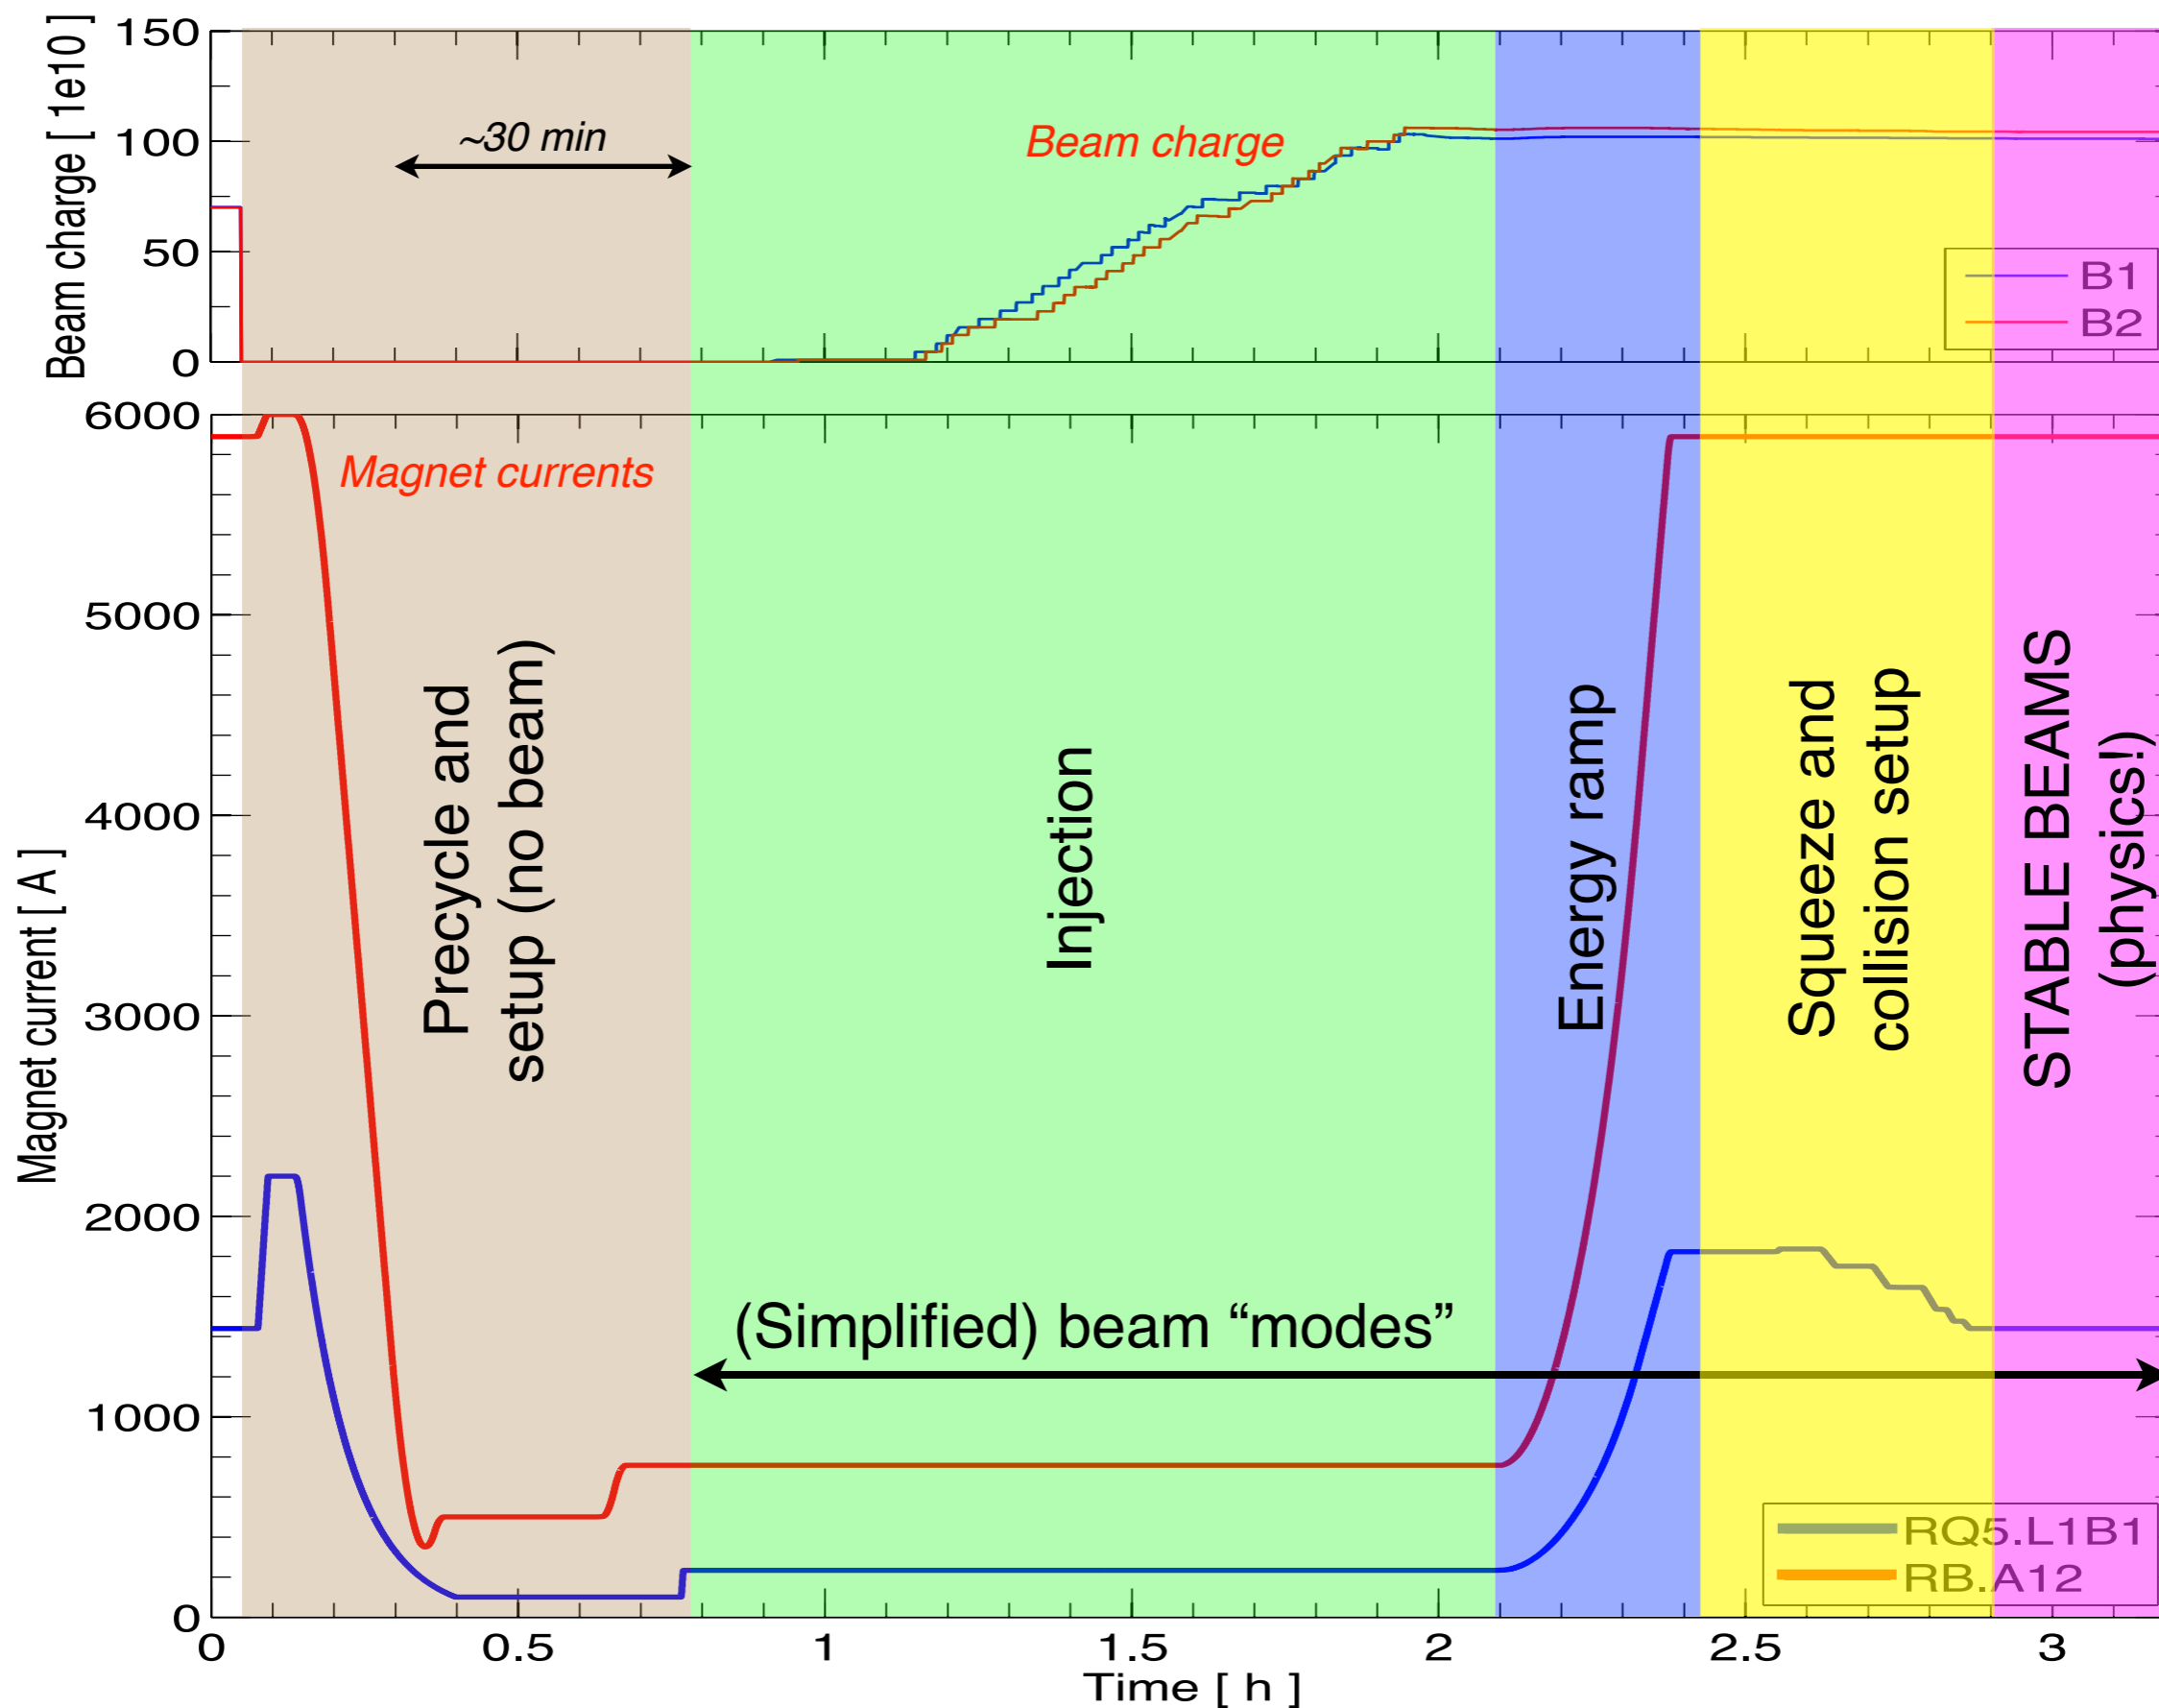 Beam charge [ 1e10 ]
150
100
50
0
~30 min
Beam charge
B1
B2
Magnet current [ A ]
6000
5000
4000
3000
2000
1000
0
Magnet currents
Precycle and
setup (no beam)
Injection
Energy ramp
Squeeze and
collision setup
STABLE BEAMS
(physics!)
(Simplified) beam “modes”
RQ5.L1B1
RB.A12
0 0.5 1 1.5 2 2.5 3
Time [ h ]